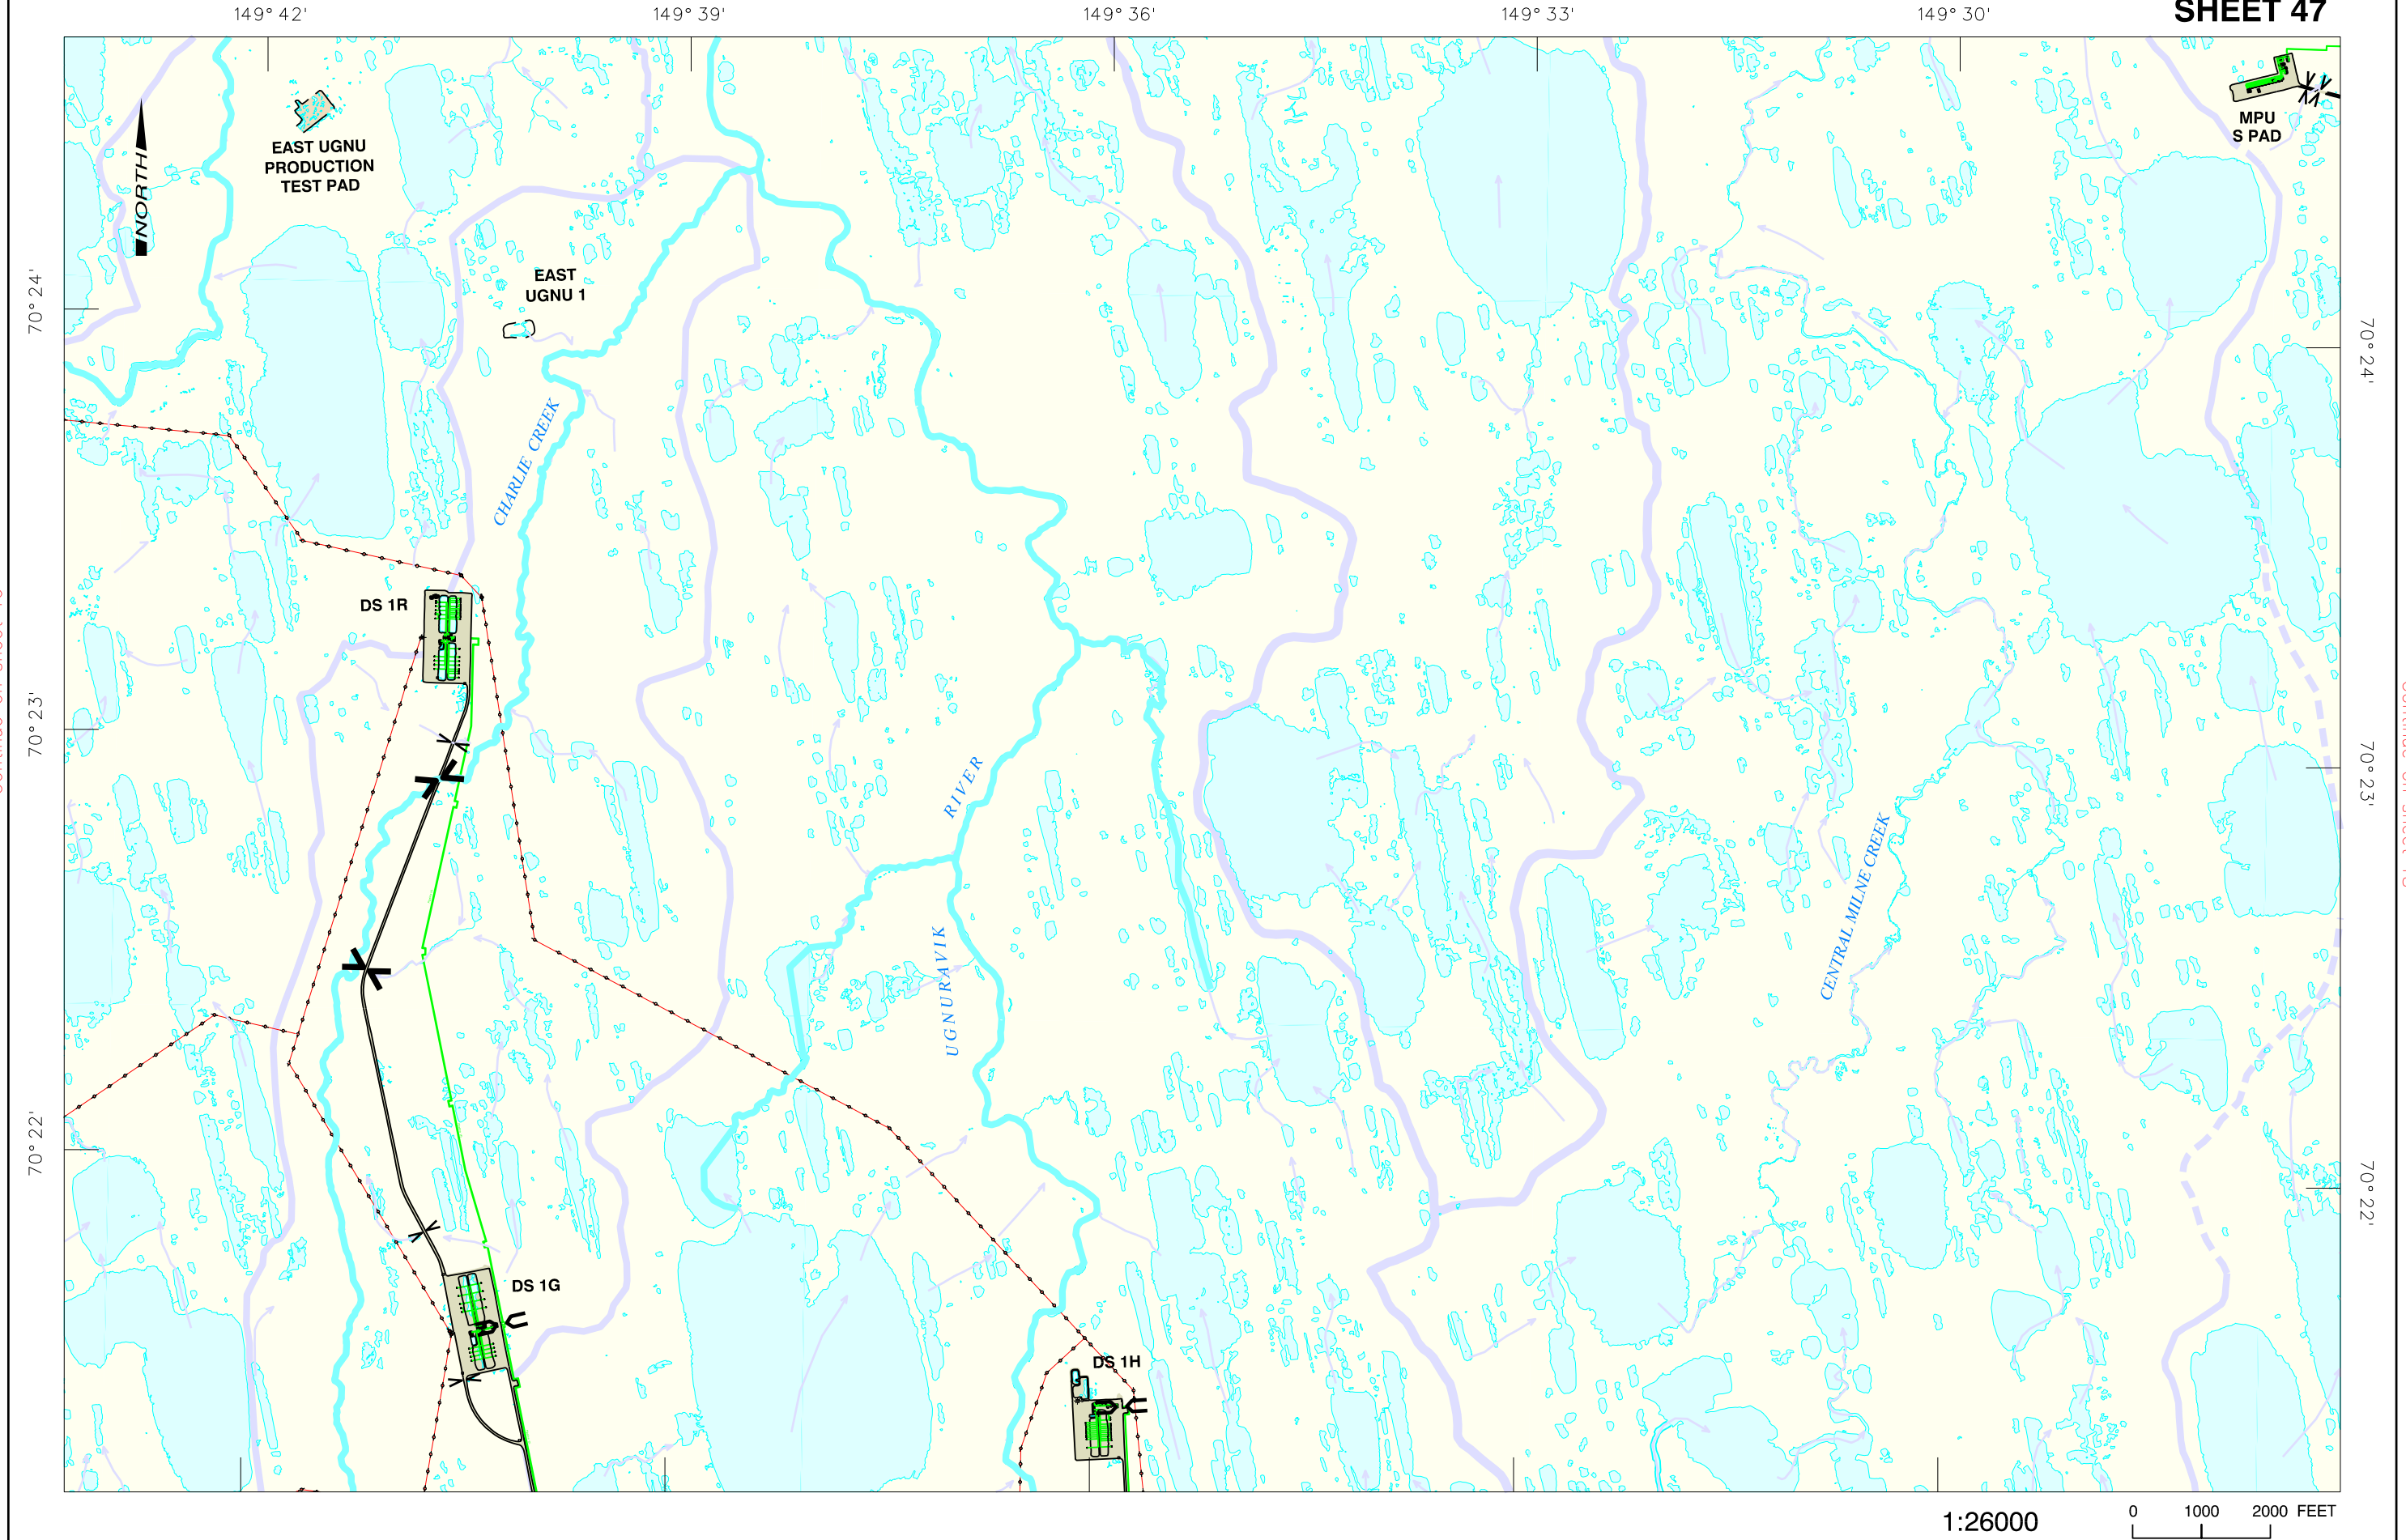 SHEET 47
149° 42'
149° 39'
149° 36'
149° 33'
149° 30'
NORTH
EAST UGNU
PRODUCTION
TEST PAD
MPU
S PAD
EAST
UGNU 1
70° 24'
70° 24'
CHARLIE CREEK
DS 1R
70° 23'
70° 23'
RIVER
UGNURAVIK
CENTRAL MILNE CREEK
70° 22'
70° 22'
DS 1G
DS 1H
1:26000
0 1000 2000 FEET